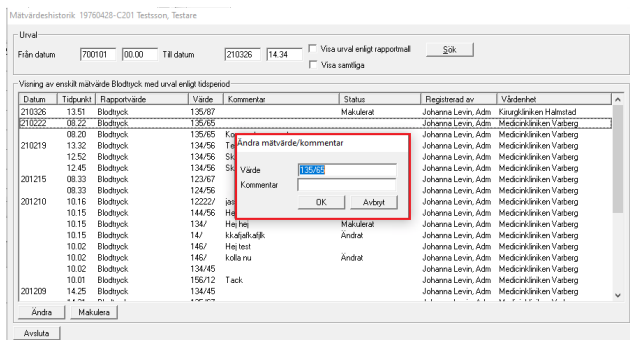 Mätvärdeshistorik: 19760428-C201 Testsson, Testare
Urval
Från datum 700101 00.00 Till datum 210326 14.34 Visa urval enligt rapportmall Sök
Visa samtliga
Visning av enskilt mätvärde Blodtryck med urval enligt tidsperiod
Datum Tidpunkt Rapportvärde Värde Kommentar Status Registrerad av Vårdenhet
210326 13.51 Blodtryck 135/87 Makulerat Johanna Levin, Adm Kirurgkliniken Halmstad
210222 08.22 Blodtryck 135/65 Johanna Levin, Adm Medicinkliniken Varberg
08.20 Blodtryck 135/65 Johanna Levin, Adm Medicinkliniken Varberg
210219 13.32 Blodtryck 134/56 Te Johanna Levin, Adm Medicinkliniken Varberg
12.52 Blodtryck 134/56 Sk Johanna Levin, Adm Medicinkliniken Varberg
12.45 Blodtryck 134/56 Sk Johanna Levin, Adm Medicinkliniken Varberg
201215 08.33 Blodtryck 123/67 Johanna Levin, Adm Medicinkliniken Varberg
08.33 Blodtryck 124/56 Johanna Levin, Adm Medicinkliniken Varberg
201210 10.16 Blodtryck 12222/ jas Johanna Levin, Adm Medicinkliniken Varberg
10.15 Blodtryck 144/56 He Johanna Levin, Adm Medicinkliniken Varberg
10.15 Blodtryck 134/ Hej hej Makulerat Johanna Levin, Adm Medicinkliniken Varberg
10.15 Blodtryck 14/ kkafjalkafjlk Ändrat Johanna Levin, Adm Medicinkliniken Varberg
10.02 Blodtryck 146/ Hej test Johanna Levin, Adm Medicinkliniken Varberg
10.02 Blodtryck 146/ kolla nu Ändrat Johanna Levin, Adm Medicinkliniken Varberg
10.02 Blodtryck 134/45 Johanna Levin, Adm Medicinkliniken Varberg
10.01 Blodtryck 156/12 Tack Johanna Levin, Adm Medicinkliniken Varberg
201209 14.25 Blodtryck 134/45 Johanna Levin, Adm Medicinkliniken Varberg
Ändra mätvärde/kommentar
Värde 135/65
Kommentar
OK Avbryt
Ändra Makulera
Avsluta